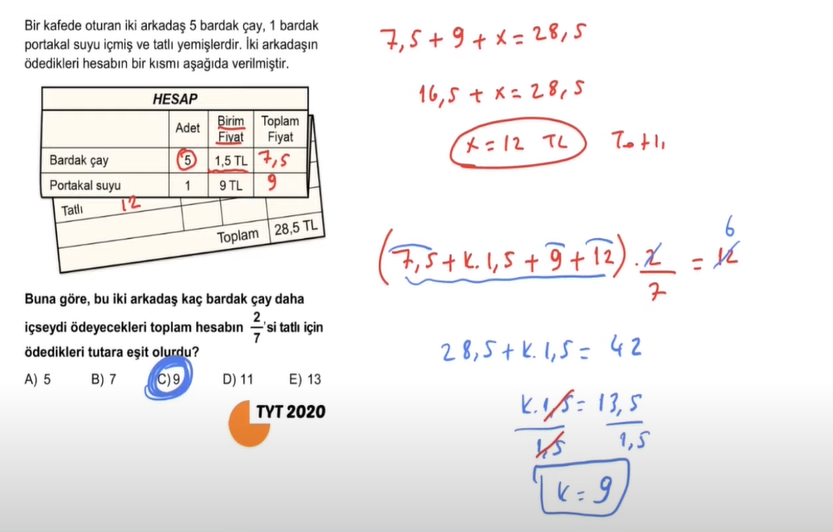 Bir kafede oturan iki arkadaş 5 bardak çay, 1 bardak
portakal suyu içmiş ve tatlı yemişlerdir. İki arkadaşın
ödedikleri hesabın bir kısmı aşağıda verilmiştir.
HESAP
Adet Birim Fiyat Toplam Fiyat
Bardak çay 5 1,5 TL 7,5
Portakal suyu 1 9 TL 9
Tatlı 12
Toplam 28,5 TL
Buna göre, bu iki arkadaş kaç bardak çay daha
içseydi ödeyecekleri toplam hesabın 2/7'si tatlı için
ödedikleri tutara eşit olurdu?
A) 5 B) 7 C) 9 D) 11 E) 13
TYT 2020
7,5 + 9 + x = 28,5
16,5 + x = 28,5
x = 12 TL Tatlı
(7,5 + k.1,5 + 9 + 12) . 2/7 = 12 6
28,5 + k.1,5 = 42
k.1,5 = 13,5
1,5 1,5
k = 9